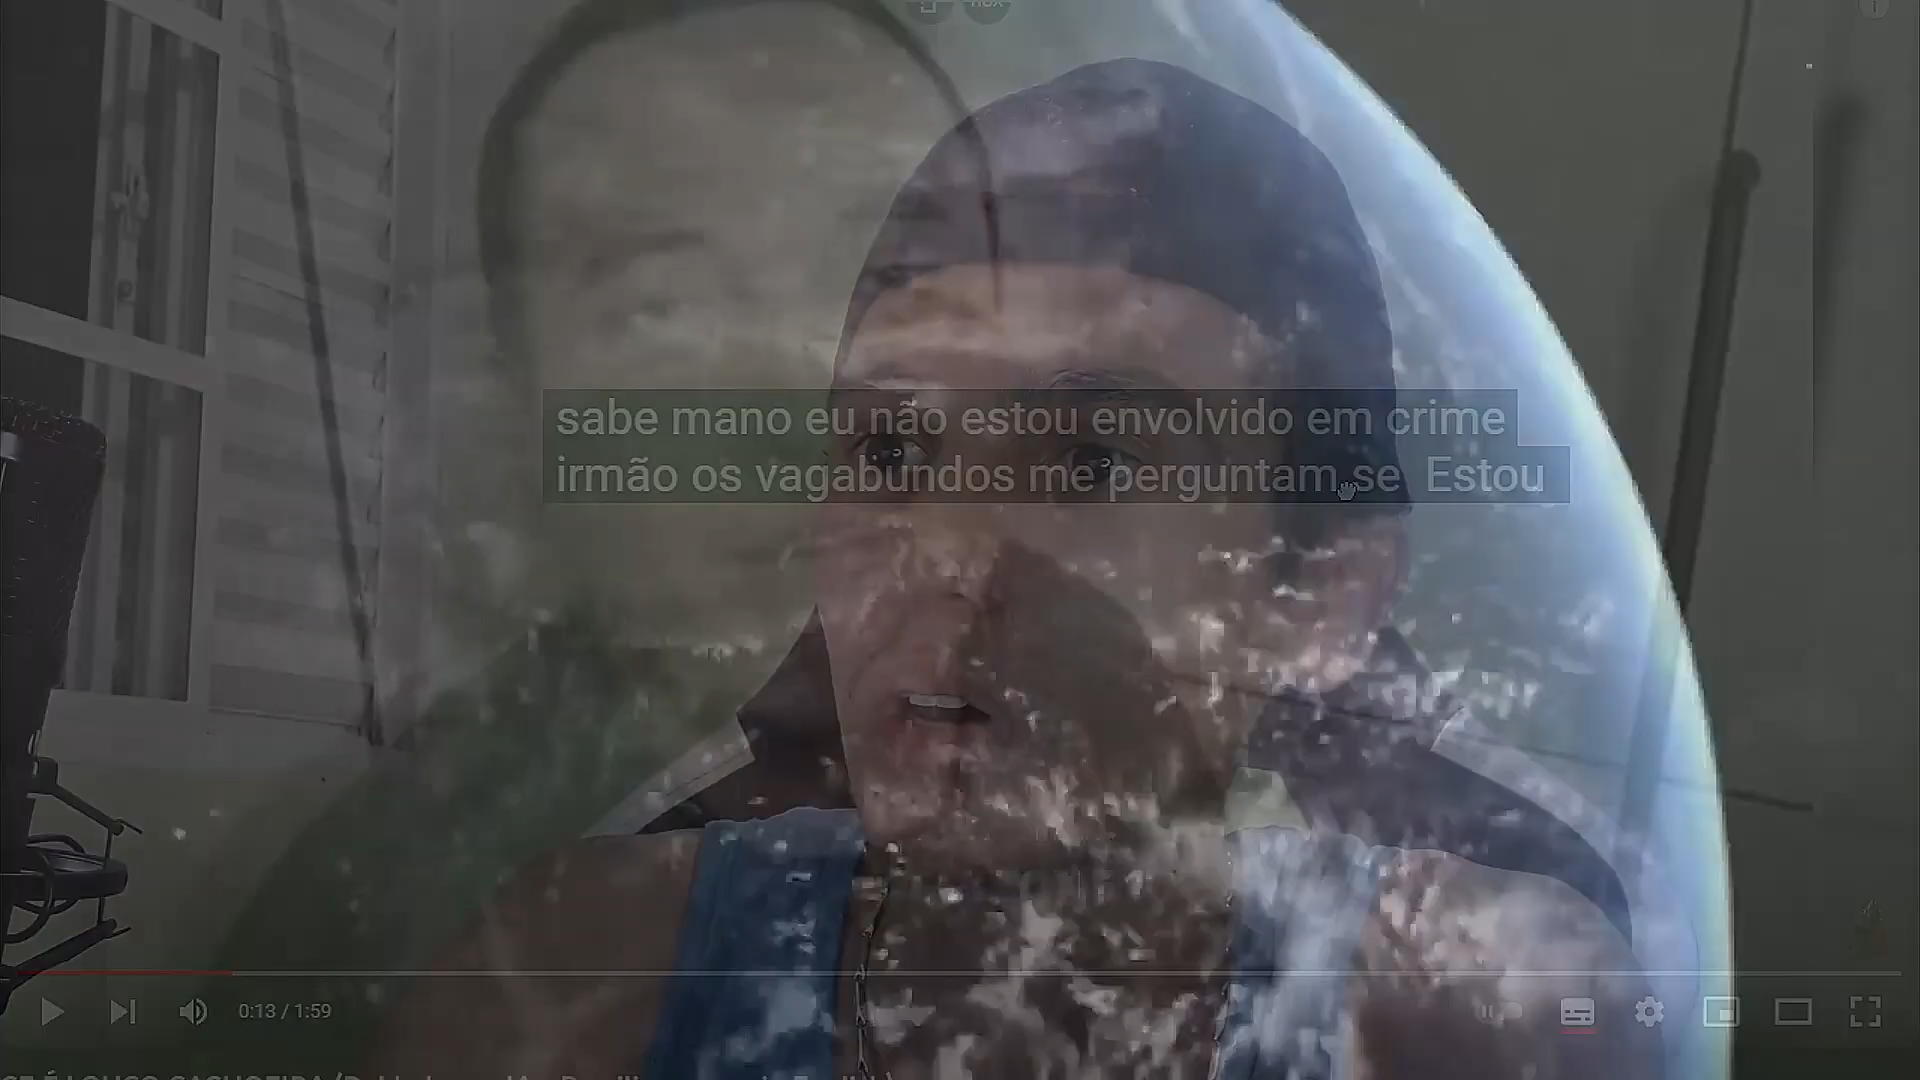 sabe mano eu não estou envolvido em crime
irmão os vagabundos me perguntam se Estou
0:13 / 1:59